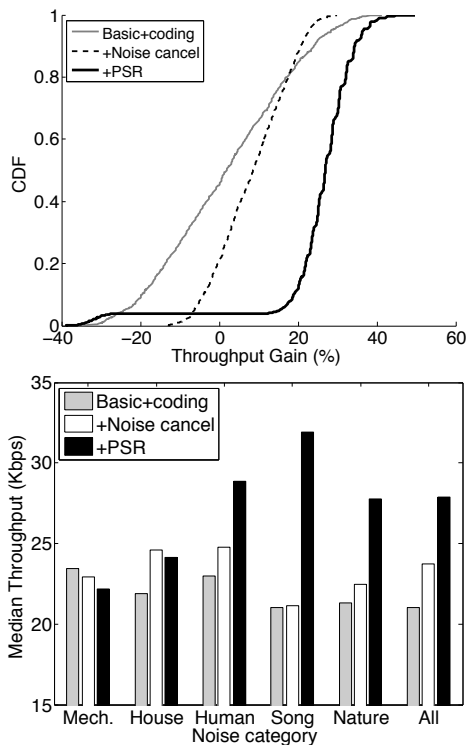 1
0.8
0.6
0.4
0.2
0
CDF
Basic+coding
+Noise cancel
+PSR
-40 -20 0 20 40 60
Throughput Gain (%)
35
30
25
20
15
Median Throughput (Kbps)
Basic+coding
+Noise cancel
+PSR
Mech. House Human Song Nature All
Noise category